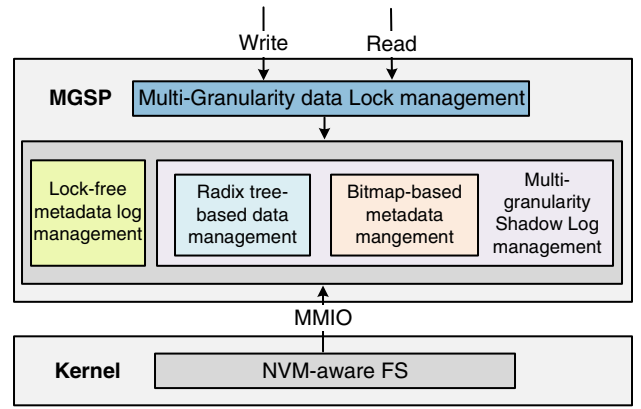 Write Read
MGSP
Multi-Granularity data Lock management
Lock-free
metadata log
management
Radix tree-
based data
management
Bitmap-based
metadata
mangement
Multi-
granularity
Shadow Log
management
MMIO
Kernel
NVM-aware FS